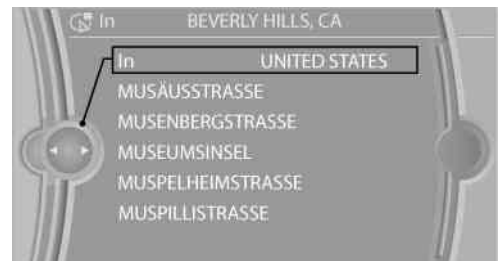 In BEVERLY HILLS, CA
In UNITED STATES
MUSÄUSSTRASSE
MUSENBERGSTRASSE
MUSEUMSINSEL
MUSPELHEIMSTRASSE
MUSPILLISTRASSE